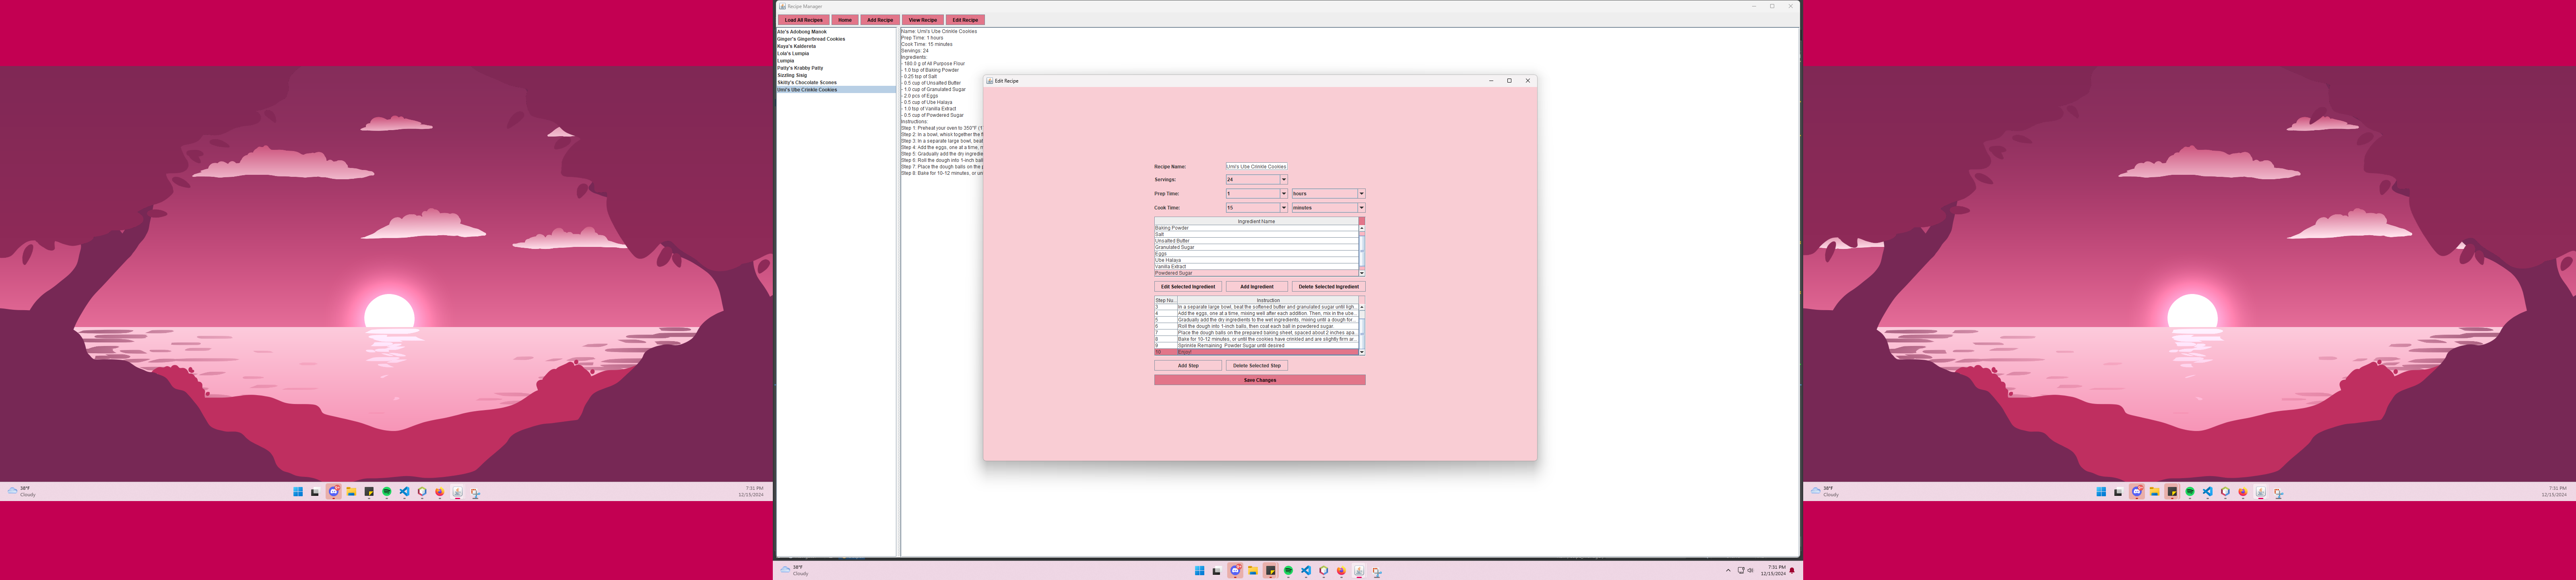 Recipe Manager
Load All Recipes Home Add Recipe View Recipe Edit Recipe
Ate's Adobong Manok
Ginger's Gingerbread Cookies
Kuya's Kaldereta
Lola's Lumpia
Lumpia
Patty's Krabby Patty
Sizzling Sisig
Skitty's Chocolate Scones
Umi's Ube Crinkle Cookies
Name: Umi's Ube Crinkle Cookies
Prep Time: 1 hours
Cook Time: 15 minutes
Servings: 24
Ingredients:
- 180.0 g of All Purpose Flour
- 1.0 tsp of Baking Powder
- 0.25 tsp of Salt
- 0.5 cup of Unsalted Butter
- 1.0 cup of Granulated Sugar
- 2.0 pcs of Eggs
- 0.5 cup of Ube Halaya
- 1.0 tsp of Vanilla Extract
- 0.5 cup of Powdered Sugar
Instructions:
Step 1: Preheat your oven to 350°F (1
Step 2: In a bowl, whisk together the
Step 3: In a separate large bowl, beat
Step 4: Add the eggs, one at a time, m
Step 5: Gradually add the dry ingredie
Step 6: Roll the dough into 1-inch ball
Step 7: Place the dough balls on the p
Step 8: Bake for 10-12 minutes, or un
Edit Recipe
Recipe Name: Umi's Ube Crinkle Cookies
Servings: 24
Prep Time: 1 hours
Cook Time: 15 minutes
Ingredient Name
Baking Powder
Salt
Unsalted Butter
Granulated Sugar
Eggs
Ube Halaya
Vanilla Extract
Powdered Sugar
Edit Selected Ingredient Add Ingredient Delete Selected Ingredient
Step Nu... Instruction
3 In a separate large bowl, beat the softened butter and granulated sugar until ligh...
4 Add the eggs, one at a time, mixing well after each addition. Then, mix in the ube...
5 Gradually add the dry ingredients to the wet ingredients, mixing until a dough for...
6 Roll the dough into 1-inch balls, then coat each ball in powdered sugar.
7 Place the dough balls on the prepared baking sheet, spaced about 2 inches apa...
8 Bake for 10-12 minutes, or until the cookies have crinkled and are slightly firm ar...
9 Sprinkle Remaining Powder Sugar until desired
10 Enjoy!
Add Step Delete Selected Step
Save Changes
38°F
Cloudy
7:31 PM
12/15/2024
38°F
Cloudy
7:31 PM
12/15/2024
38°F
Cloudy
7:31 PM
12/15/2024